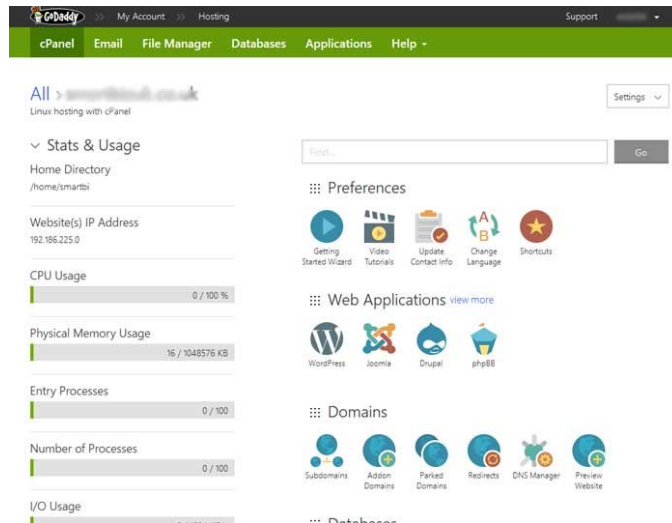 GoDaddy >> My Account >> Hosting Support
cPanel Email File Manager Databases Applications Help
All >
Linux hosting with cPanel
Settings
Stats & Usage
Home Directory
/home/smartbi
Website(s) IP Address
192.186.225.0
CPU Usage
0 / 100 %
Physical Memory Usage
16 / 1048576 KB
Entry Processes
0 / 100
Number of Processes
0 / 100
I/O Usage
Find...
Go
Preferences
Getting Started Wizard
Video Tutorials
Update Contact Info
Change Language
Shortcuts
Web Applications view more
WordPress
Joomla
Drupal
phpBB
Domains
Subdomains
Addon Domains
Parked Domains
Redirects
DNS Manager
Preview Website
Databases